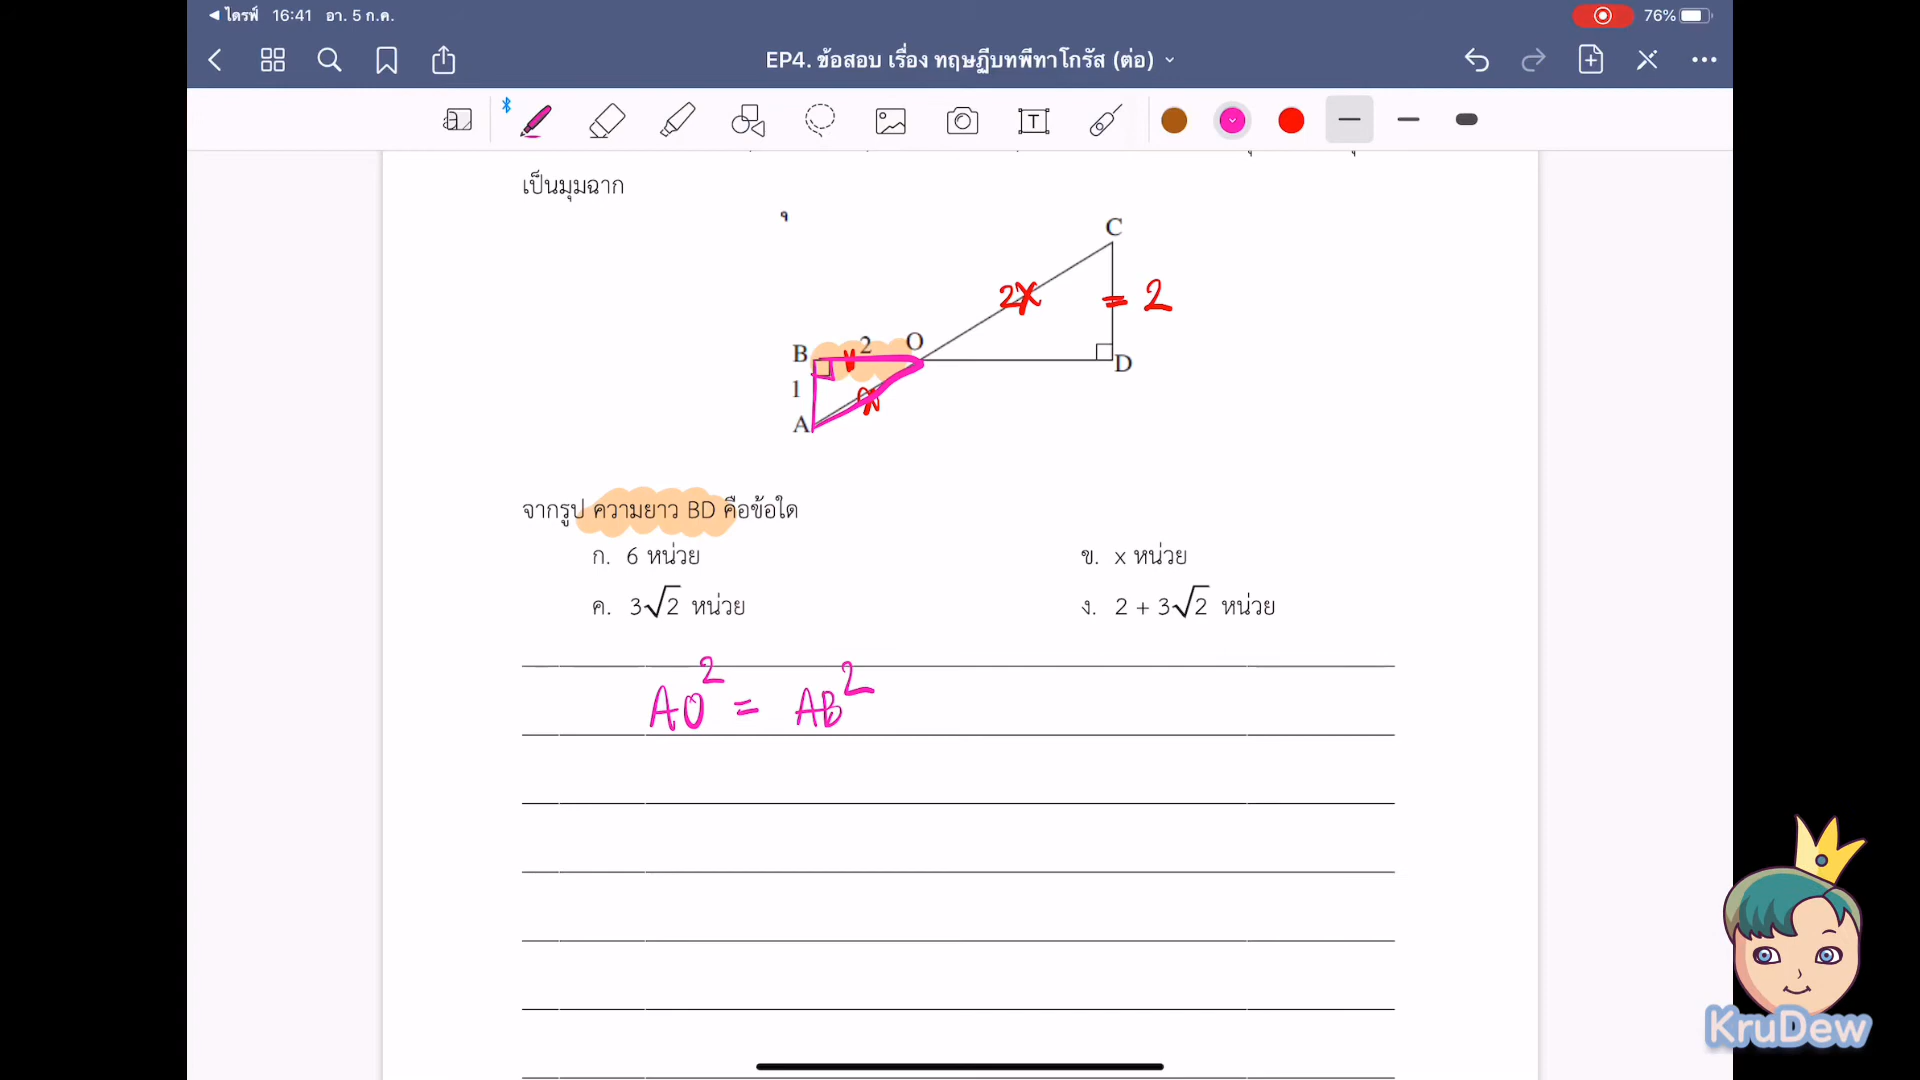 ไดรฟ์ 16:41 อา. 5 ก.ค. 76%
EP4. ข้อสอบ เรื่อง ทฤษฎีบทพีทาโกรัส (ต่อ)
เป็นมุมฉาก
C
2x = 2
B 2 O
D
1
x
A
จากรูป ความยาว BD คือข้อใด
ก. 6 หน่วย ข. x หน่วย
ค. 3√2 หน่วย ง. 2 + 3√2 หน่วย
AO² = AB²
KruDew